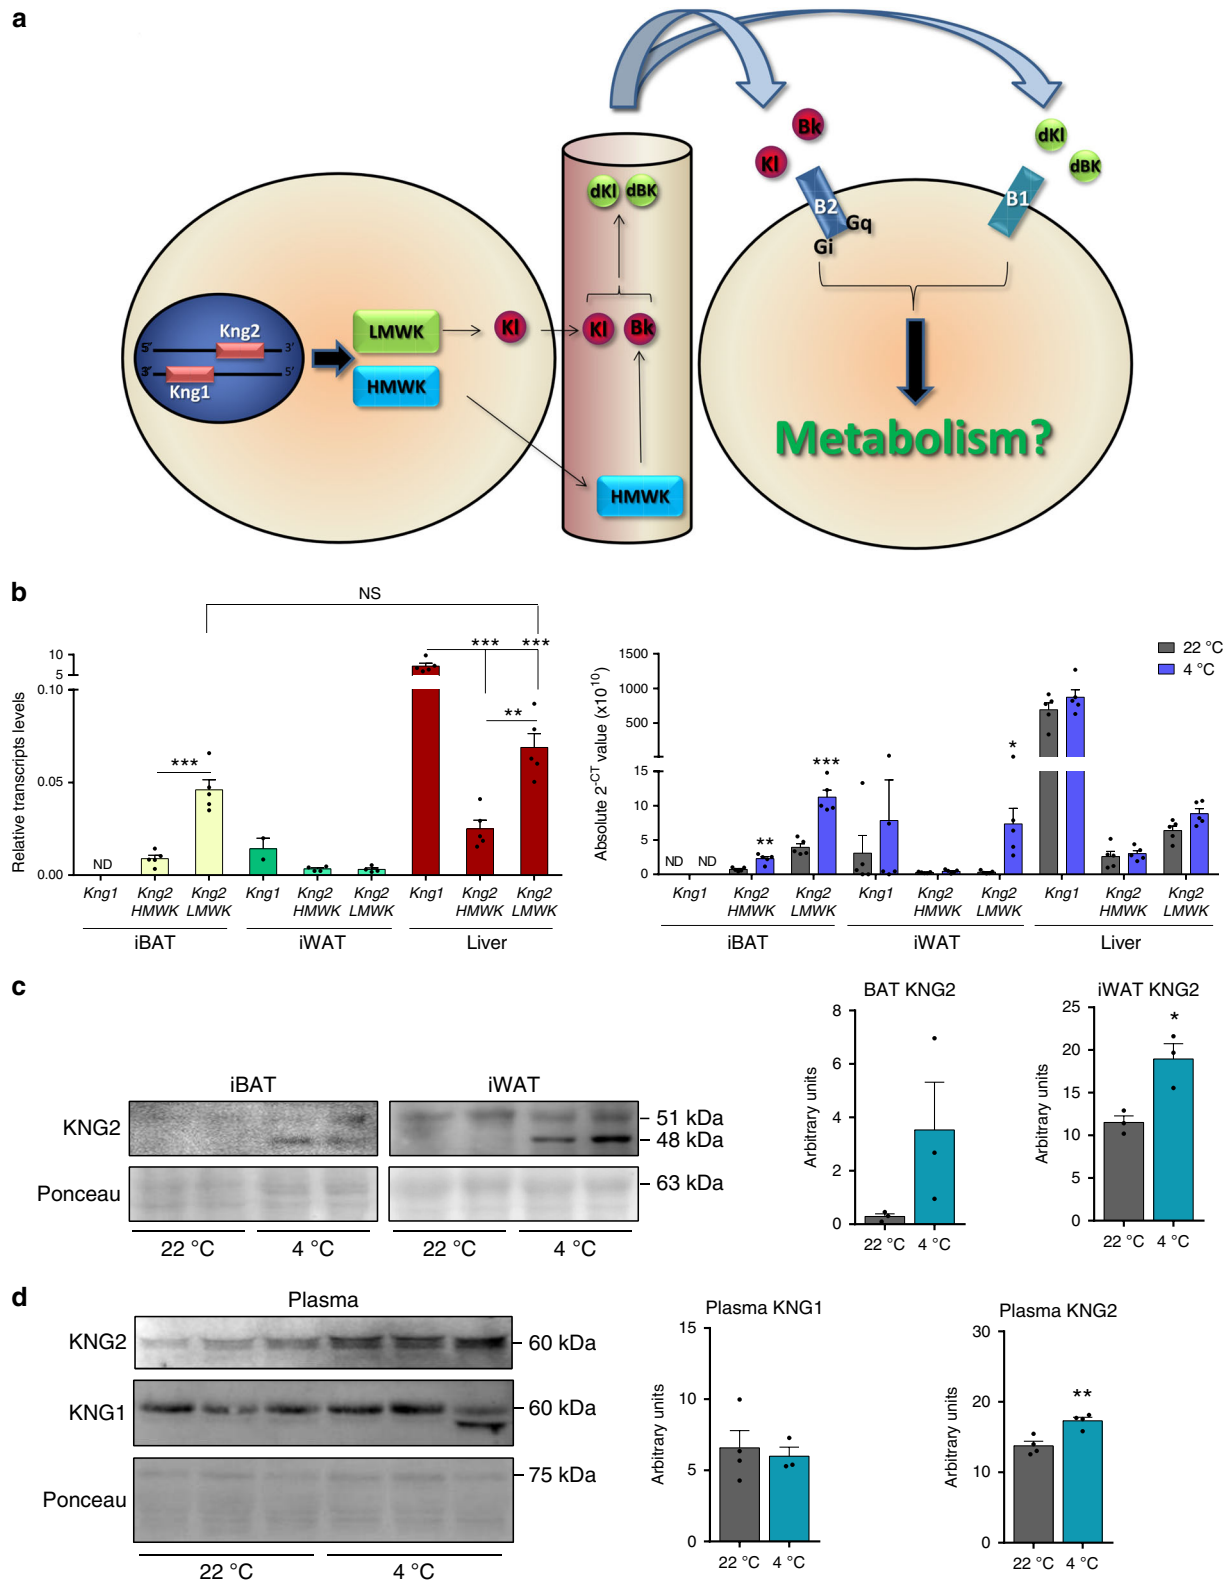 a
Bk
Kl
dKl
dBK
dKl dBK
B2
Gq
Gi
B1
Kng2
5′ 3′
3′ 5′
Kng1
LMWK
HMWK
Kl
Kl Bk
HMWK
Metabolism?
b
NS
*** ***
**
***
ND
Relative transcripts levels
10
5
0.10
0.05
0.00
Kng1 Kng2 HMWK Kng2 LMWK Kng1 Kng2 HMWK Kng2 LMWK Kng1 Kng2 HMWK Kng2 LMWK
iBAT iWAT Liver
22 °C
4 °C
Absolute 2-CT value (x1010)
1500
1000
500
15
10
5
0
ND ND
**
***
*
Kng1 Kng2 HMWK Kng2 LMWK Kng1 Kng2 HMWK Kng2 LMWK Kng1 Kng2 HMWK Kng2 LMWK
iBAT iWAT Liver
c
iBAT iWAT
KNG2
51 kDa
48 kDa
Ponceau
63 kDa
22 °C 4 °C 22 °C 4 °C
BAT KNG2
Arbitrary units
8
6
4
2
0
22 °C 4 °C
iWAT KNG2
Arbitrary units
25
20
15
10
5
0
*
22 °C 4 °C
d
Plasma
KNG2
60 kDa
KNG1
60 kDa
Ponceau
75 kDa
22 °C 4 °C
Plasma KNG1
Arbitrary units
15
10
5
0
22 °C 4 °C
Plasma KNG2
Arbitrary units
30
20
10
0
**
22 °C 4 °C